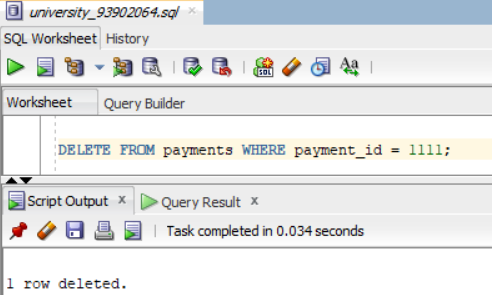 university_93902064.sql ×
SQL Worksheet History
Worksheet Query Builder
DELETE FROM payments WHERE payment_id = 1111;
Script Output x Query Result x
Task completed in 0.034 seconds
1 row deleted.